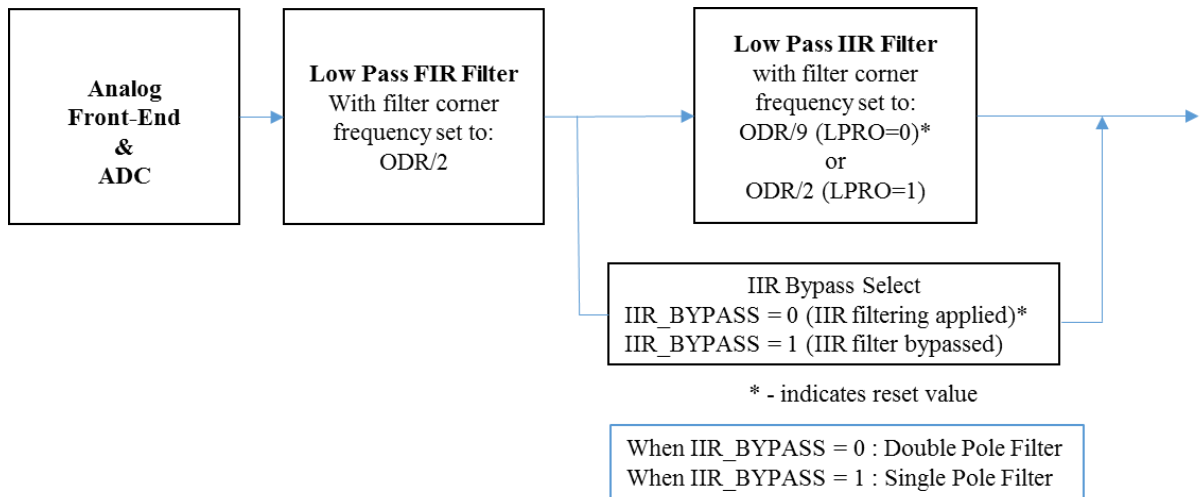 Analog
Front-End
&
ADC
Low Pass FIR Filter
With filter corner
frequency set to:
ODR/2
Low Pass IIR Filter
with filter corner
frequency set to:
ODR/9 (LPRO=0)*
or
ODR/2 (LPRO=1)
IIR Bypass Select
IIR_BYPASS = 0 (IIR filtering applied)*
IIR_BYPASS = 1 (IIR filter bypassed)
* - indicates reset value
When IIR_BYPASS = 0 : Double Pole Filter
When IIR_BYPASS = 1 : Single Pole Filter